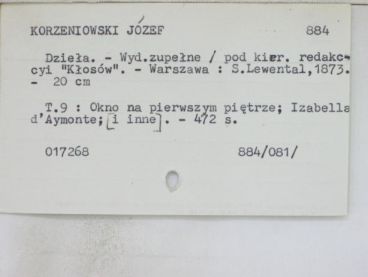 KORZENIOWSKI JÓZEF 884
Dzieła. - Wyd.zupełne / pod kier. redak-
cyi "Kłosów". - Warszawa : S.Lewental,1873.
- 20 cm
T.9 : Okno na pierwszym piętrze; Izabella
d'Aymonte; [i inne]. - 472 s.
017268 884/081/